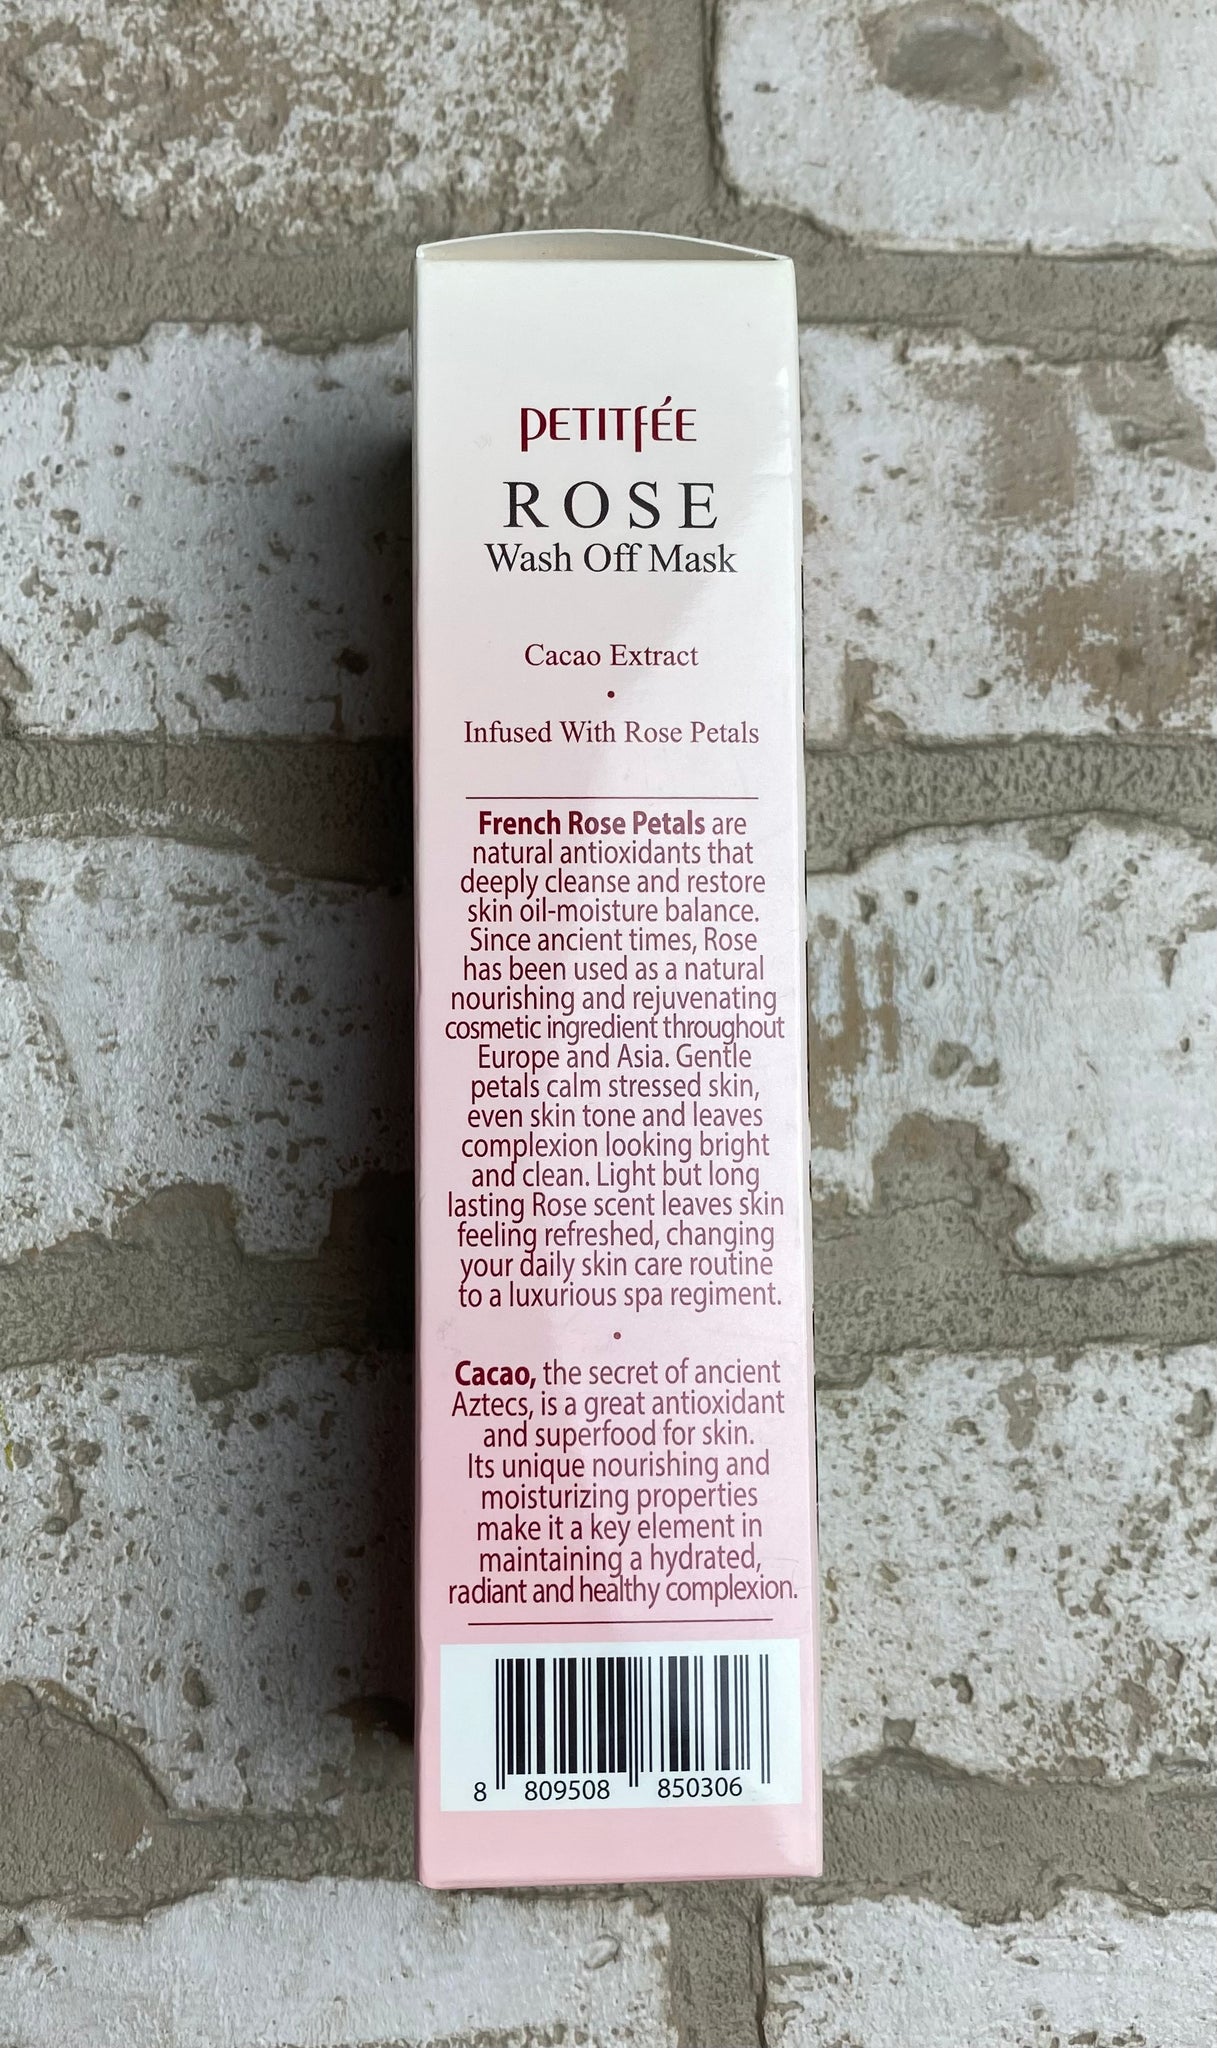 PETITFÉE
ROSE
Wash Off Mask
Cacao Extract
•
Infused With Rose Petals
French Rose Petals are
natural antioxidants that
deeply cleanse and restore
skin oil-moisture balance.
Since ancient times, Rose
has been used as a natural
nourishing and rejuvenating
cosmetic ingredient throughout
Europe and Asia. Gentle
petals calm stressed skin,
even skin tone and leaves
complexion looking bright
and clean. Light but long
lasting Rose scent leaves skin
feeling refreshed, changing
your daily skin care routine
to a luxurious spa regiment.
•
Cacao, the secret of ancient
Aztecs, is a great antioxidant
and superfood for skin.
Its unique nourishing and
moisturizing properties
make it a key element in
maintaining a hydrated,
radiant and healthy complexion.
8 809508 850306